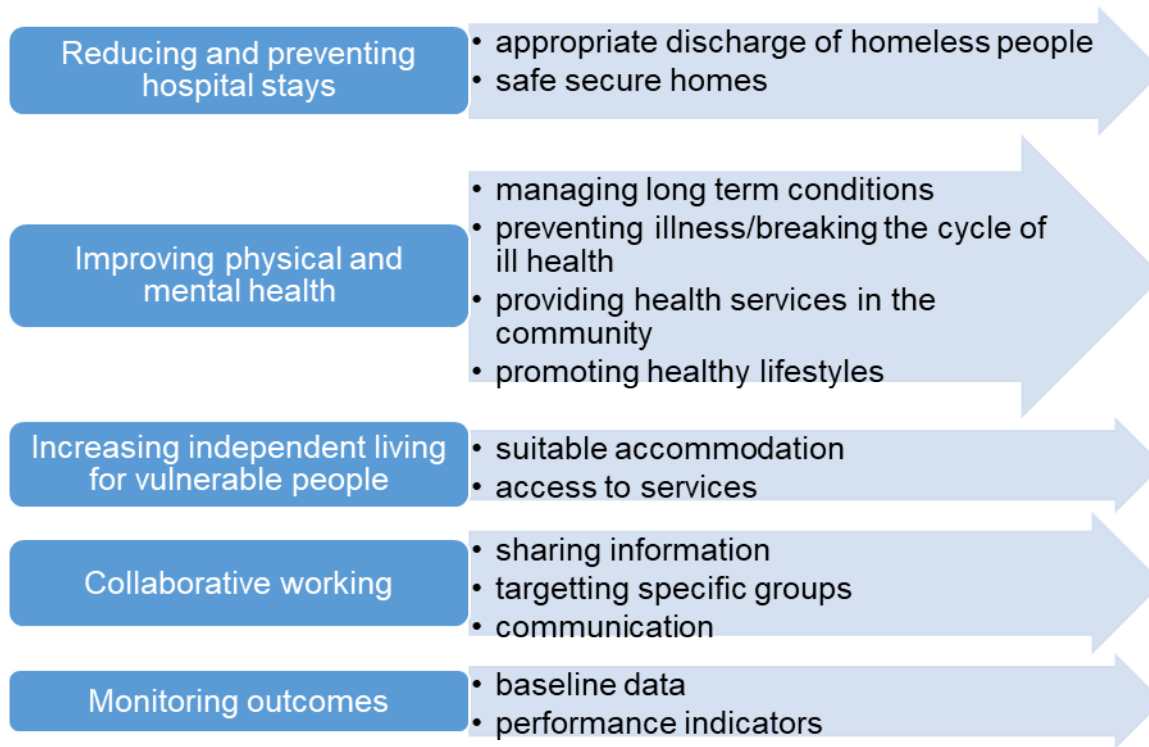 Reducing and preventing
hospital stays
• appropriate discharge of homeless people
• safe secure homes
Improving physical and
mental health
• managing long term conditions
• preventing illness/breaking the cycle of
ill health
• providing health services in the
community
• promoting healthy lifestyles
Increasing independent living
for vulnerable people
• suitable accommodation
• access to services
Collaborative working
• sharing information
• targetting specific groups
• communication
Monitoring outcomes
• baseline data
• performance indicators